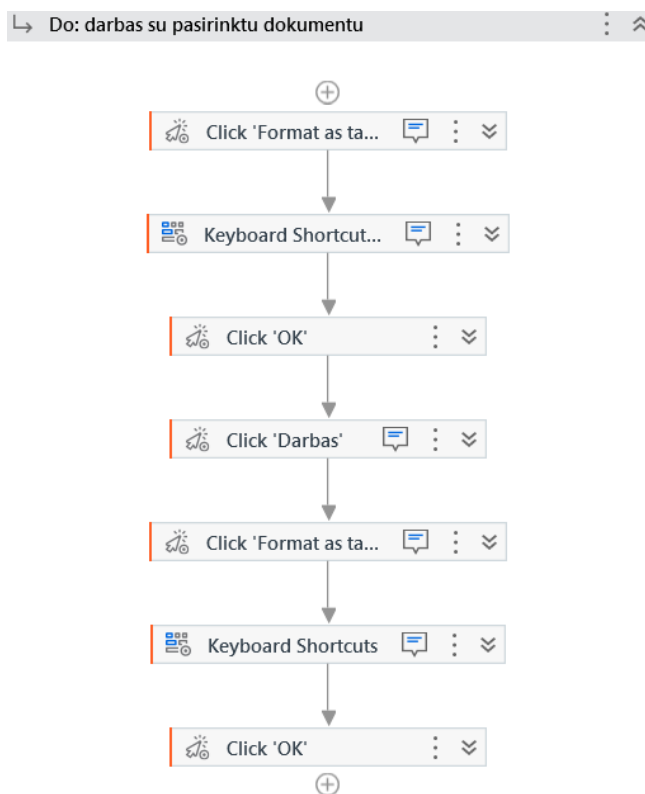 Do: darbas su pasirinktu dokumentu
Click 'Format as ta...
Keyboard Shortcut...
Click 'OK'
Click 'Darbas'
Click 'Format as ta...
Keyboard Shortcuts
Click 'OK'